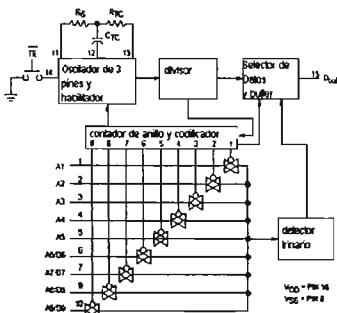 RS RTC
CTC
11 12 13
TE
14
Oscilador de 3 pines y habilitador
divisor
Selector de Datos y buffer
15 Dout
contador de anillo y codificador
9 8 7 6 5 4 3 2 1
A1 1
A2 2
A3 3
A4 4
A5 5
A6/D6 6
A7/D7 7
A8/D8 9
A9/D9 10
detector trinario
VDD = PIN 16
VSS = PIN 8